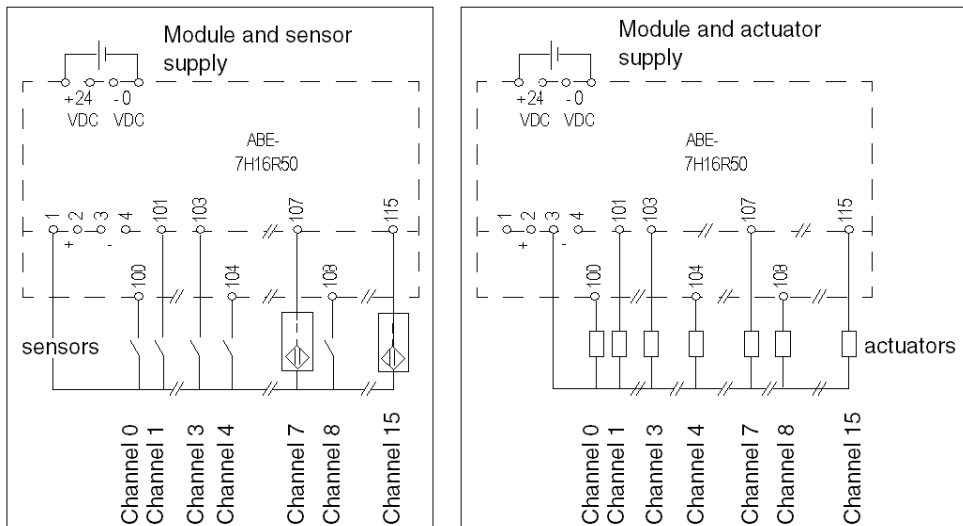 Module and sensor
supply
+24 -0
VDC VDC
ABE-
7H16R50
1 2 3 4 101 103 107 115
+ -
100 104 108
sensors
Channel 0
Channel 1
Channel 3
Channel 4
Channel 7
Channel 8
Channel 15
Module and actuator
supply
+24 -0
VDC VDC
ABE-
7H16R50
1 2 3 4 101 103 107 115
+ -
100 104 108
actuators
Channel 0
Channel 1
Channel 3
Channel 4
Channel 7
Channel 8
Channel 15